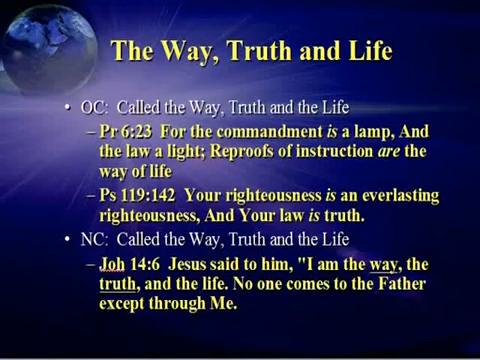 The Way, Truth and Life
• OC: Called the Way, Truth and the Life
– Pr 6:23 For the commandment is a lamp, And
the law a light; Reproofs of instruction are the
way of life
– Ps 119:142 Your righteousness is an everlasting
righteousness, And Your law is truth.
• NC: Called the Way, Truth and the Life
– Joh 14:6 Jesus said to him, "I am the way, the
truth, and the life. No one comes to the Father
except through Me.